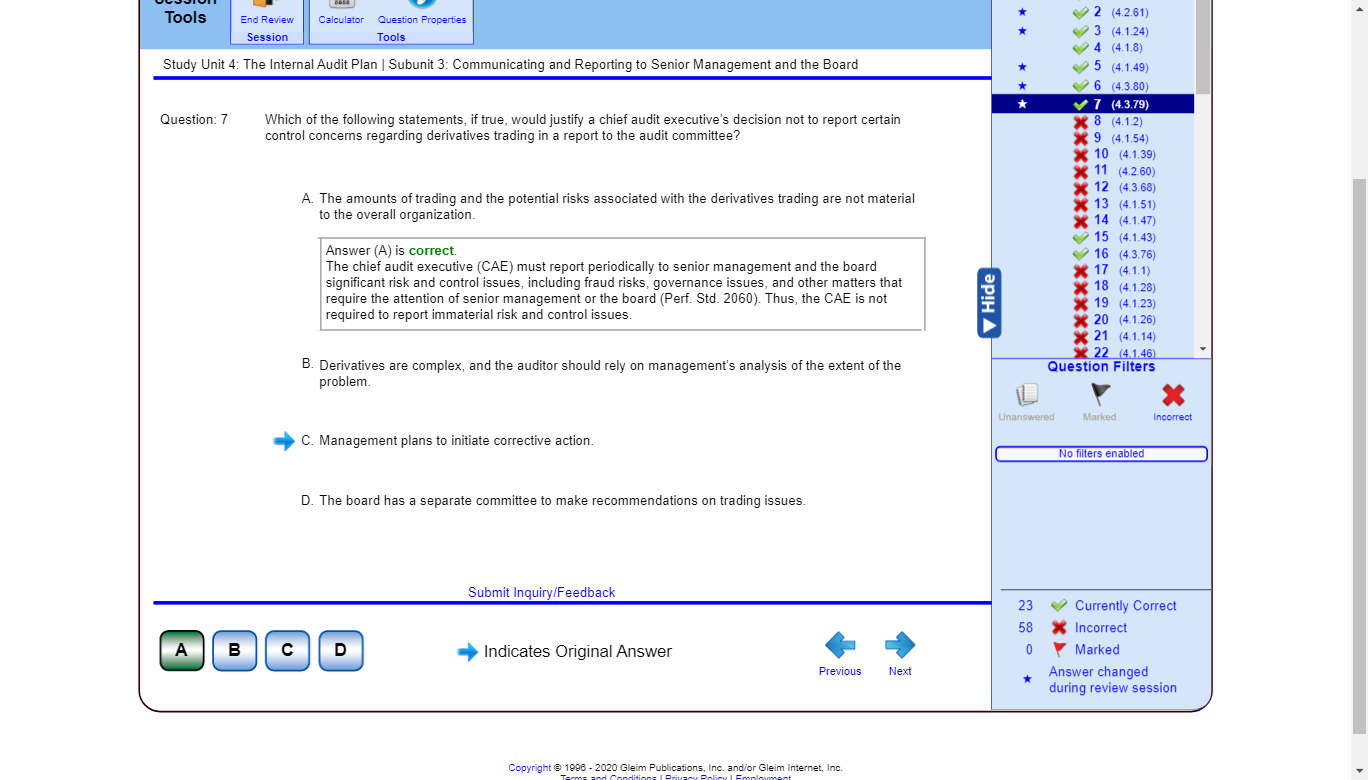 Session
Tools
End Review
Session
Calculator
Question Properties
Tools
Study Unit 4: The Internal Audit Plan | Subunit 3: Communicating and Reporting to Senior Management and the Board
Question: 7
Which of the following statements, if true, would justify a chief audit executive's decision not to report certain
control concerns regarding derivatives trading in a report to the audit committee?
A. The amounts of trading and the potential risks associated with the derivatives trading are not material
to the overall organization.
Answer (A) is correct.
The chief audit executive (CAE) must report periodically to senior management and the board
significant risk and control issues, including fraud risks, governance issues, and other matters that
require the attention of senior management or the board (Perf. Std. 2060). Thus, the CAE is not
required to report immaterial risk and control issues.
B. Derivatives are complex, and the auditor should rely on management's analysis of the extent of the
problem.
C. Management plans to initiate corrective action.
D. The board has a separate committee to make recommendations on trading issues.
Submit Inquiry/Feedback
A
B
C
D
Indicates Original Answer
Previous
Next
2 (4.2.61)
3 (4.1.24)
4 (4.1.8)
5 (4.1.49)
6 (4.3.80)
7 (4.3.79)
8 (4.1.2)
9 (4.1.54)
10 (4.1.39)
11 (4.2.60)
12 (4.3.68)
13 (4.1.51)
14 (4.1.47)
15 (4.1.43)
16 (4.3.76)
17 (4.1.1)
18 (4.1.28)
19 (4.1.23)
20 (4.1.26)
21 (4.1.14)
22 (4.1.46)
Hide
Question Filters
Unanswered
Marked
Incorrect
No filters enabled
23 Currently Correct
58 Incorrect
0 Marked
Answer changed
during review session
Copyright © 1996 - 2020 Gleim Publications, Inc. and/or Gleim Internet, Inc.
Terms and Conditions | Privacy Policy | Employment